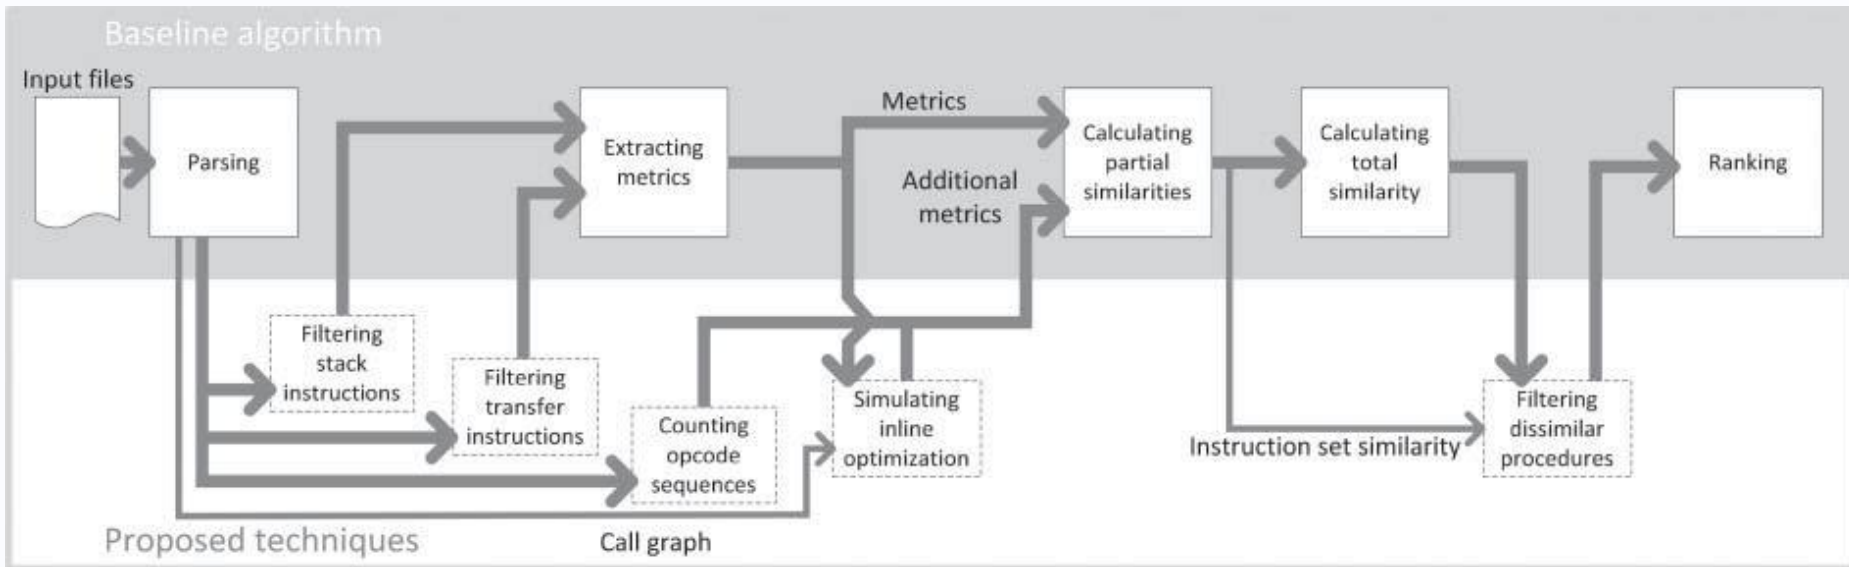 Baseline algorithm
Input files
Parsing
Extracting
metrics
Metrics
Additional
metrics
Calculating
partial
similarities
Calculating
total
similarity
Ranking
Filtering
stack
instructions
Filtering
transfer
instructions
Counting
opcode
sequences
Simulating
inline
optimization
Instruction set similarity
Filtering
dissimilar
procedures
Proposed techniques
Call graph